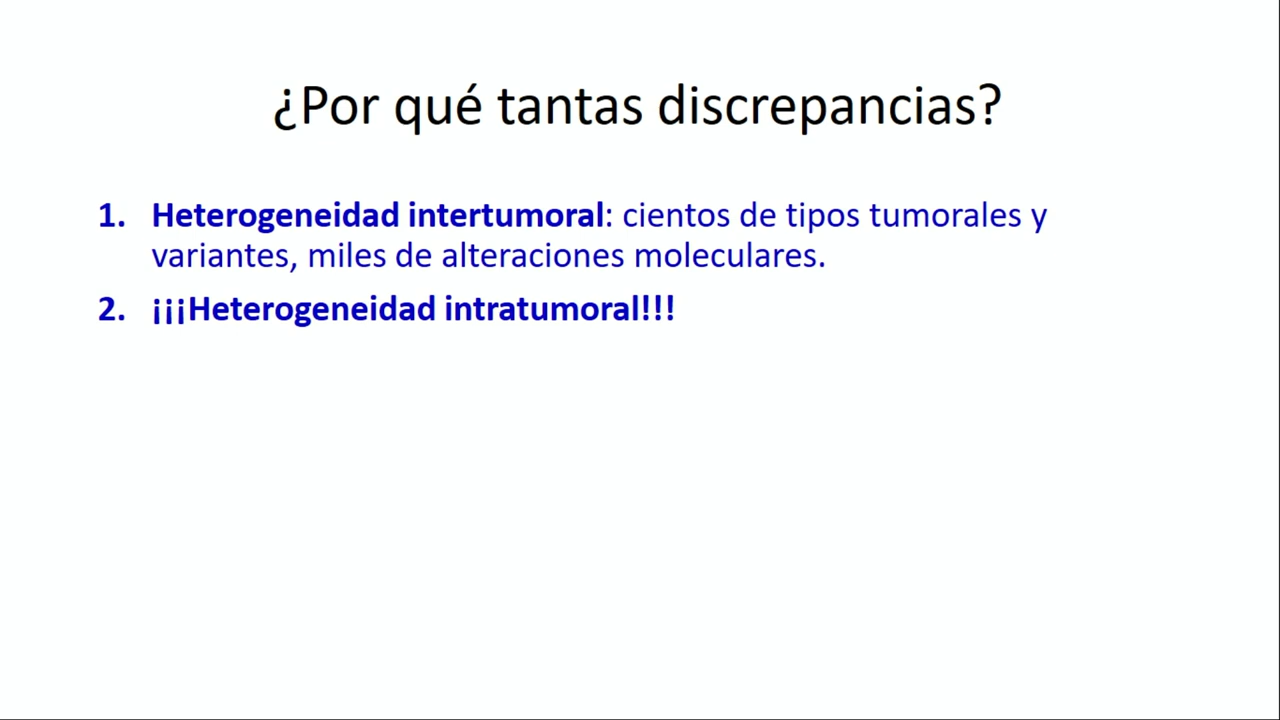 ¿Por qué tantas discrepancias?
1. Heterogeneidad intertumoral: cientos de tipos tumorales y
variantes, miles de alteraciones moleculares.
2. ¡¡¡Heterogeneidad intratumoral!!!